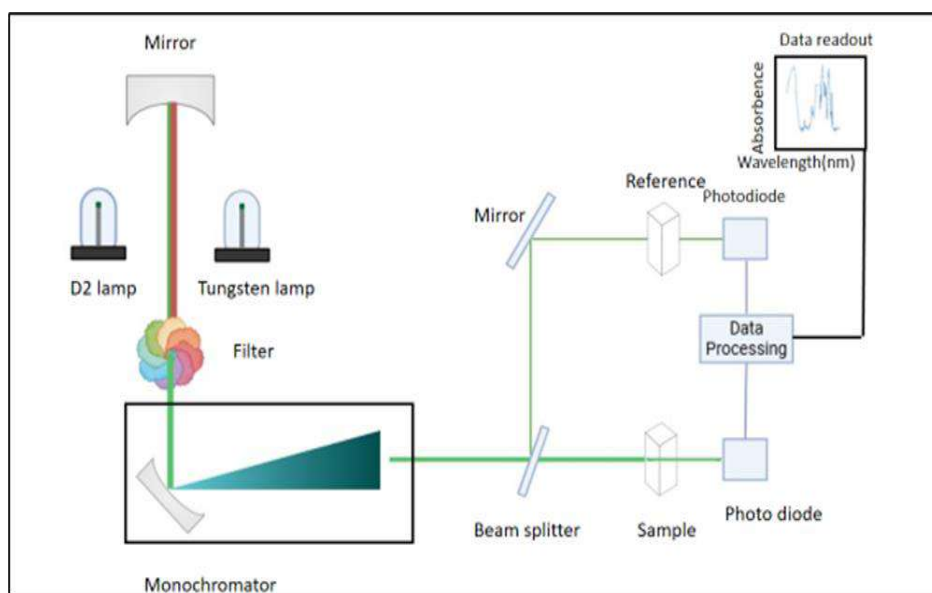 Mirror
Data readout
Absorbence
Wavelength(nm)
Reference
Photodiode
Mirror
D2 lamp
Tungsten lamp
Filter
Data
Processing
Beam splitter
Sample
Photo diode
Monochromator